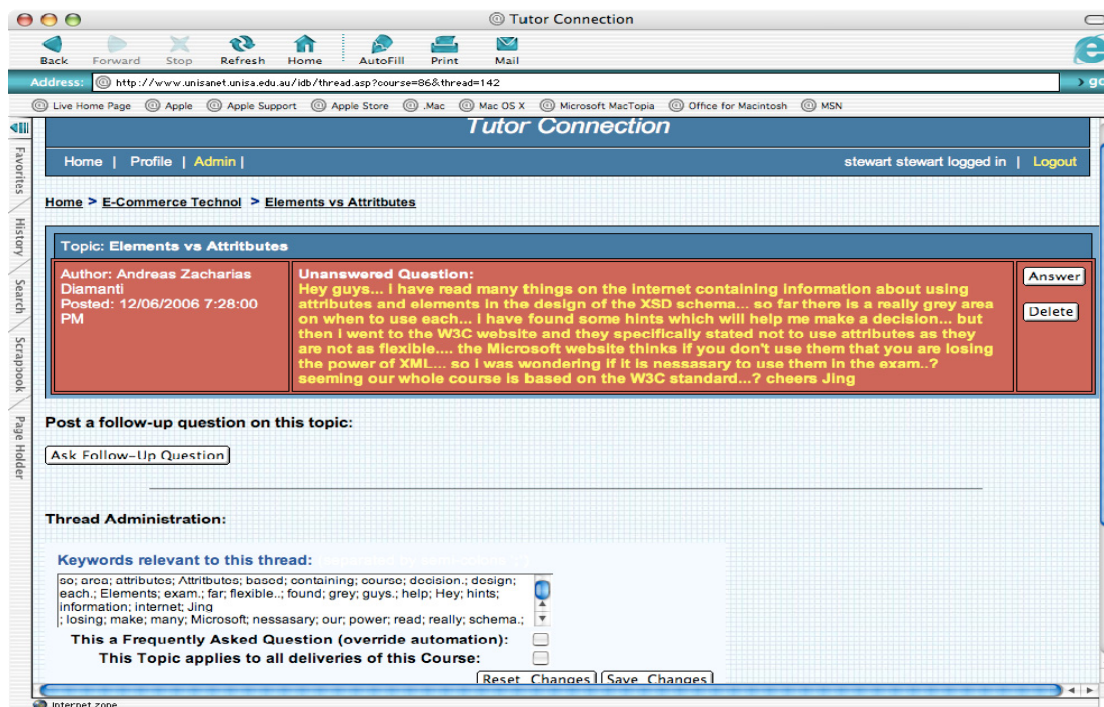 Tutor Connection
Back Forward Stop Refresh Home AutoFill Print Mail
Address: http://www.unisanet.unisa.edu.au/idb/thread.asp?course=86&thread=142
Live Home Page Apple Apple Support Apple Store .Mac Mac OS X Microsoft MacTopia Office for Macintosh MSN
Favorites
History
Search
Scrapbook
Page Holder
Tutor Connection
Home | Profile | Admin | stewart stewart logged in | Logout
Home > E-Commerce Technol > Elements vs Attritbutes
Topic: Elements vs Attritbutes
Author: Andreas Zacharias
Diamanti
Posted: 12/06/2006 7:28:00
PM
Unanswered Question:
Hey guys... i have read many things on the internet containing information about using
attributes and elements in the design of the XSD schema... so far there is a really grey area
on when to use each... i have found some hints which will help me make a decision... but
then i went to the W3C website and they specifically stated not to use attributes as they
are not as flexible.... the Microsoft website thinks if you don't use them that you are losing
the power of XML... so i was wondering if it is nessasary to use them in the exam..?
seeming our whole course is based on the W3C standard...? cheers Jing
Answer
Delete
Post a follow-up question on this topic:
Ask Follow-Up Question
Thread Administration:
Keywords relevant to this thread:
so; area; attributes; Attritbutes; based; containing; course; decision.; design;
each.; Elements; exam.; far; flexible..; found; grey; guys.; help; Hey; hints;
information; internet; Jing
; losing; make; many; Microsoft; nessasary; our; power; read; really; schema.;
This a Frequently Asked Question (override automation):
This Topic applies to all deliveries of this Course:
Reset Changes Save Changes
Internet zone